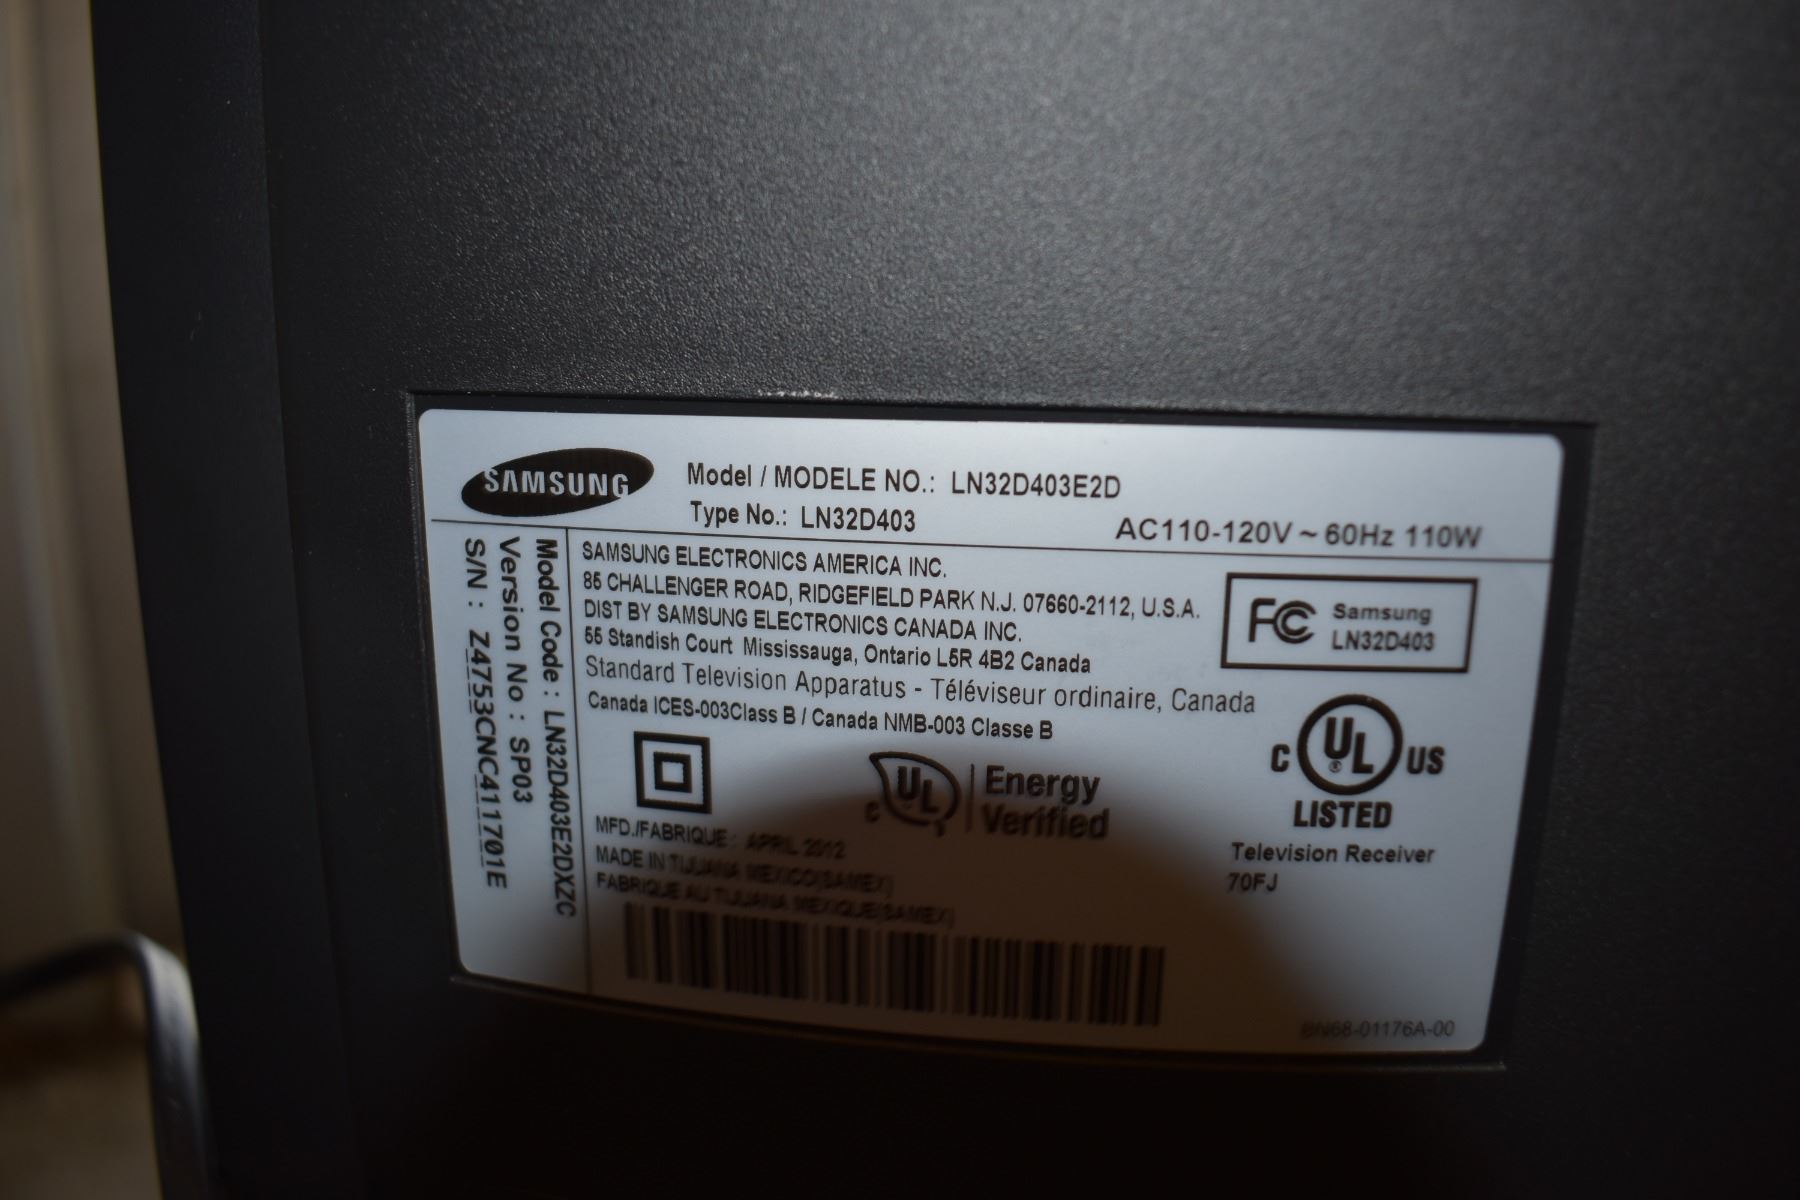 SAMSUNG
Model / MODELE NO.: LN32D403E2D
Type No.: LN32D403
AC110-120V ~ 60Hz 110W
Model Code : LN32D403E2DXZC
Version No : SP03
S/N : Z4753CNC411701E
SAMSUNG ELECTRONICS AMERICA INC.
85 CHALLENGER ROAD, RIDGEFIELD PARK N.J. 07660-2112, U.S.A.
DIST BY SAMSUNG ELECTRONICS CANADA INC.
55 Standish Court Mississauga, Ontario L5R 4B2 Canada
Standard Television Apparatus - Téléviseur ordinaire, Canada
Canada ICES-003Class B / Canada NMB-003 Classe B
FC Samsung
LN32D403
C UL US
®
LISTED
Television Receiver
70FJ
C UL Energy
Verified
MFD./FABRIQUE : APRIL 2012
MADE IN TIJUANA MEXICO(SAMEX)
FABRIQUE AU TIJUANA MEXIQUE(SAMEX)
BN68-01176A-00